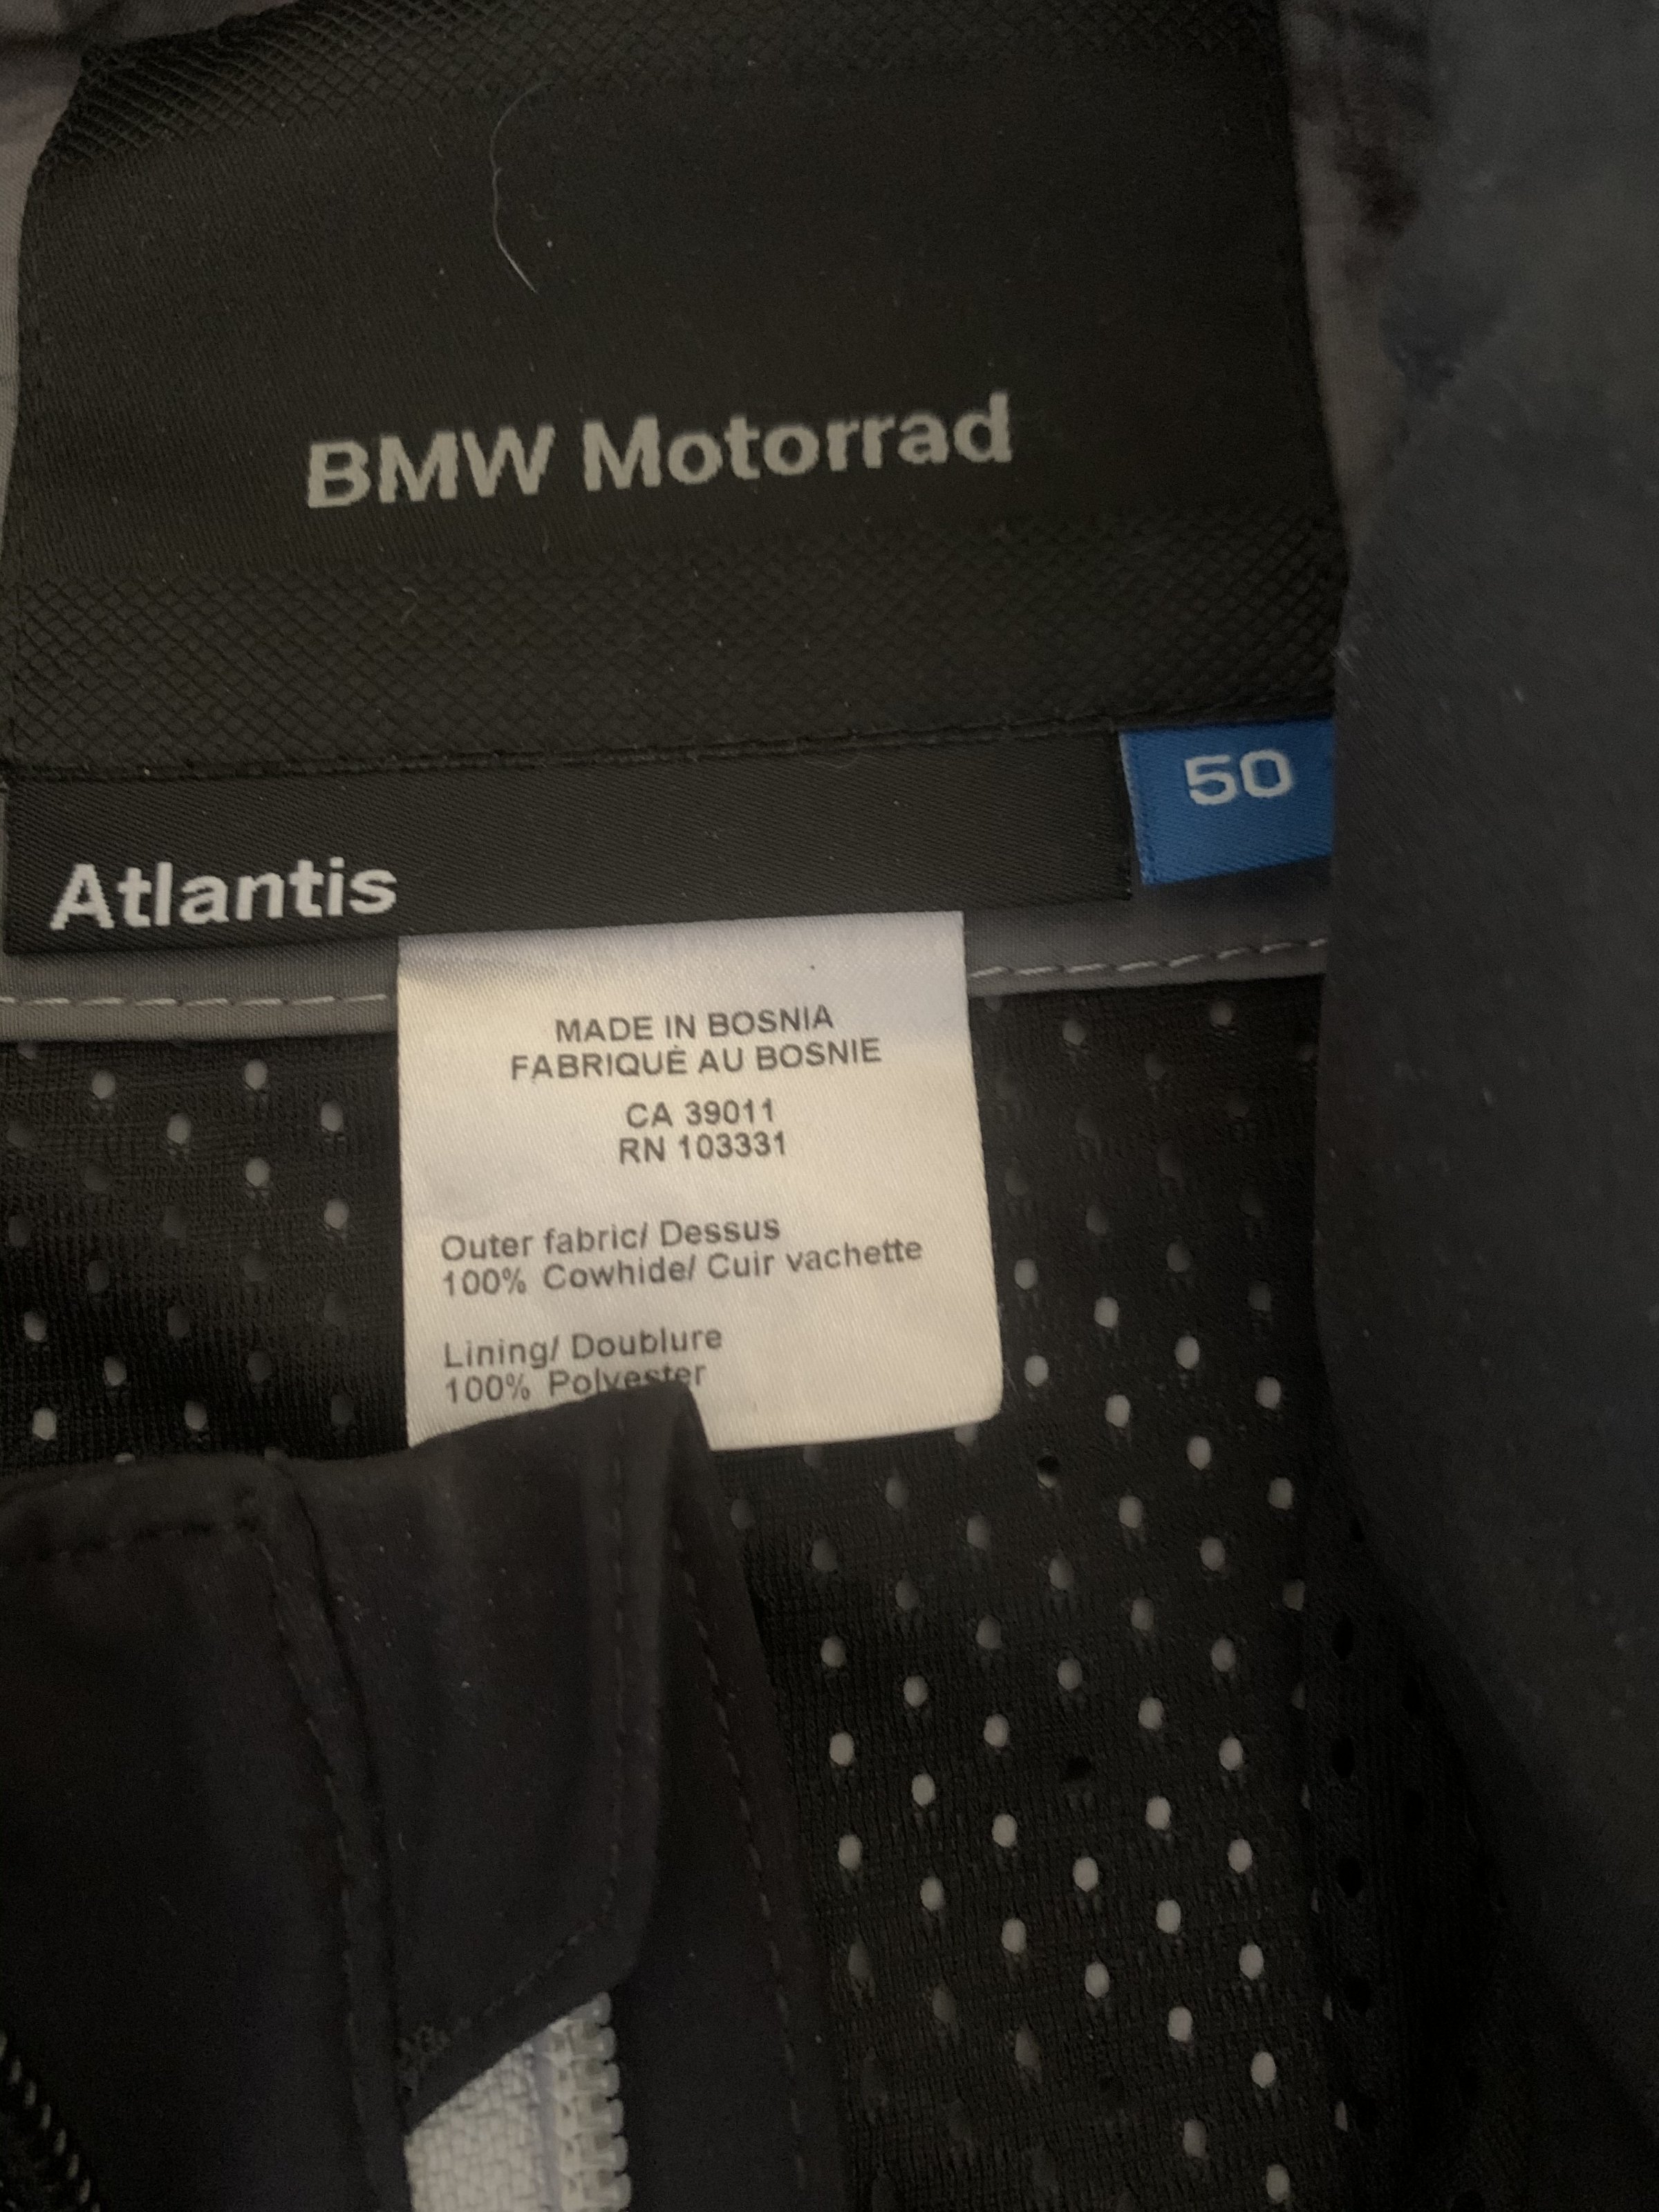 BMW Motorrad
50
Atlantis
MADE IN BOSNIA
FABRIQUÉ AU BOSNIE
CA 39011
RN 103331
Outer fabric/ Dessus
100% Cowhide/ Cuir vachette
Lining/ Doublure
100% Polyester